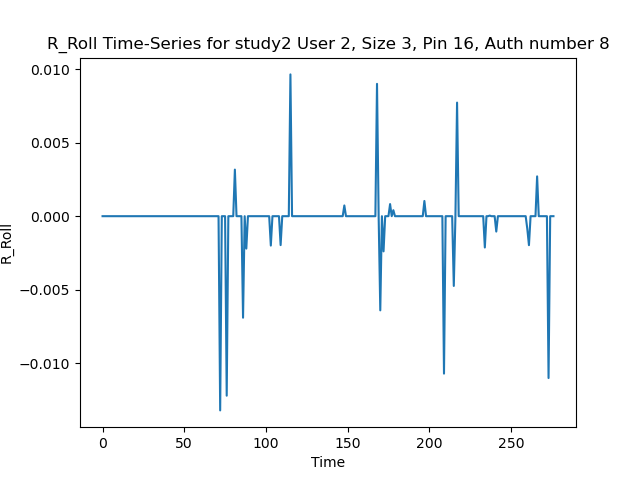 R_Roll Time-Series for study2 User 2, Size 3, Pin 16, Auth number 8
0.010
0.005
0.000
−0.005
−0.010
R_Roll
0 50 100 150 200 250
Time